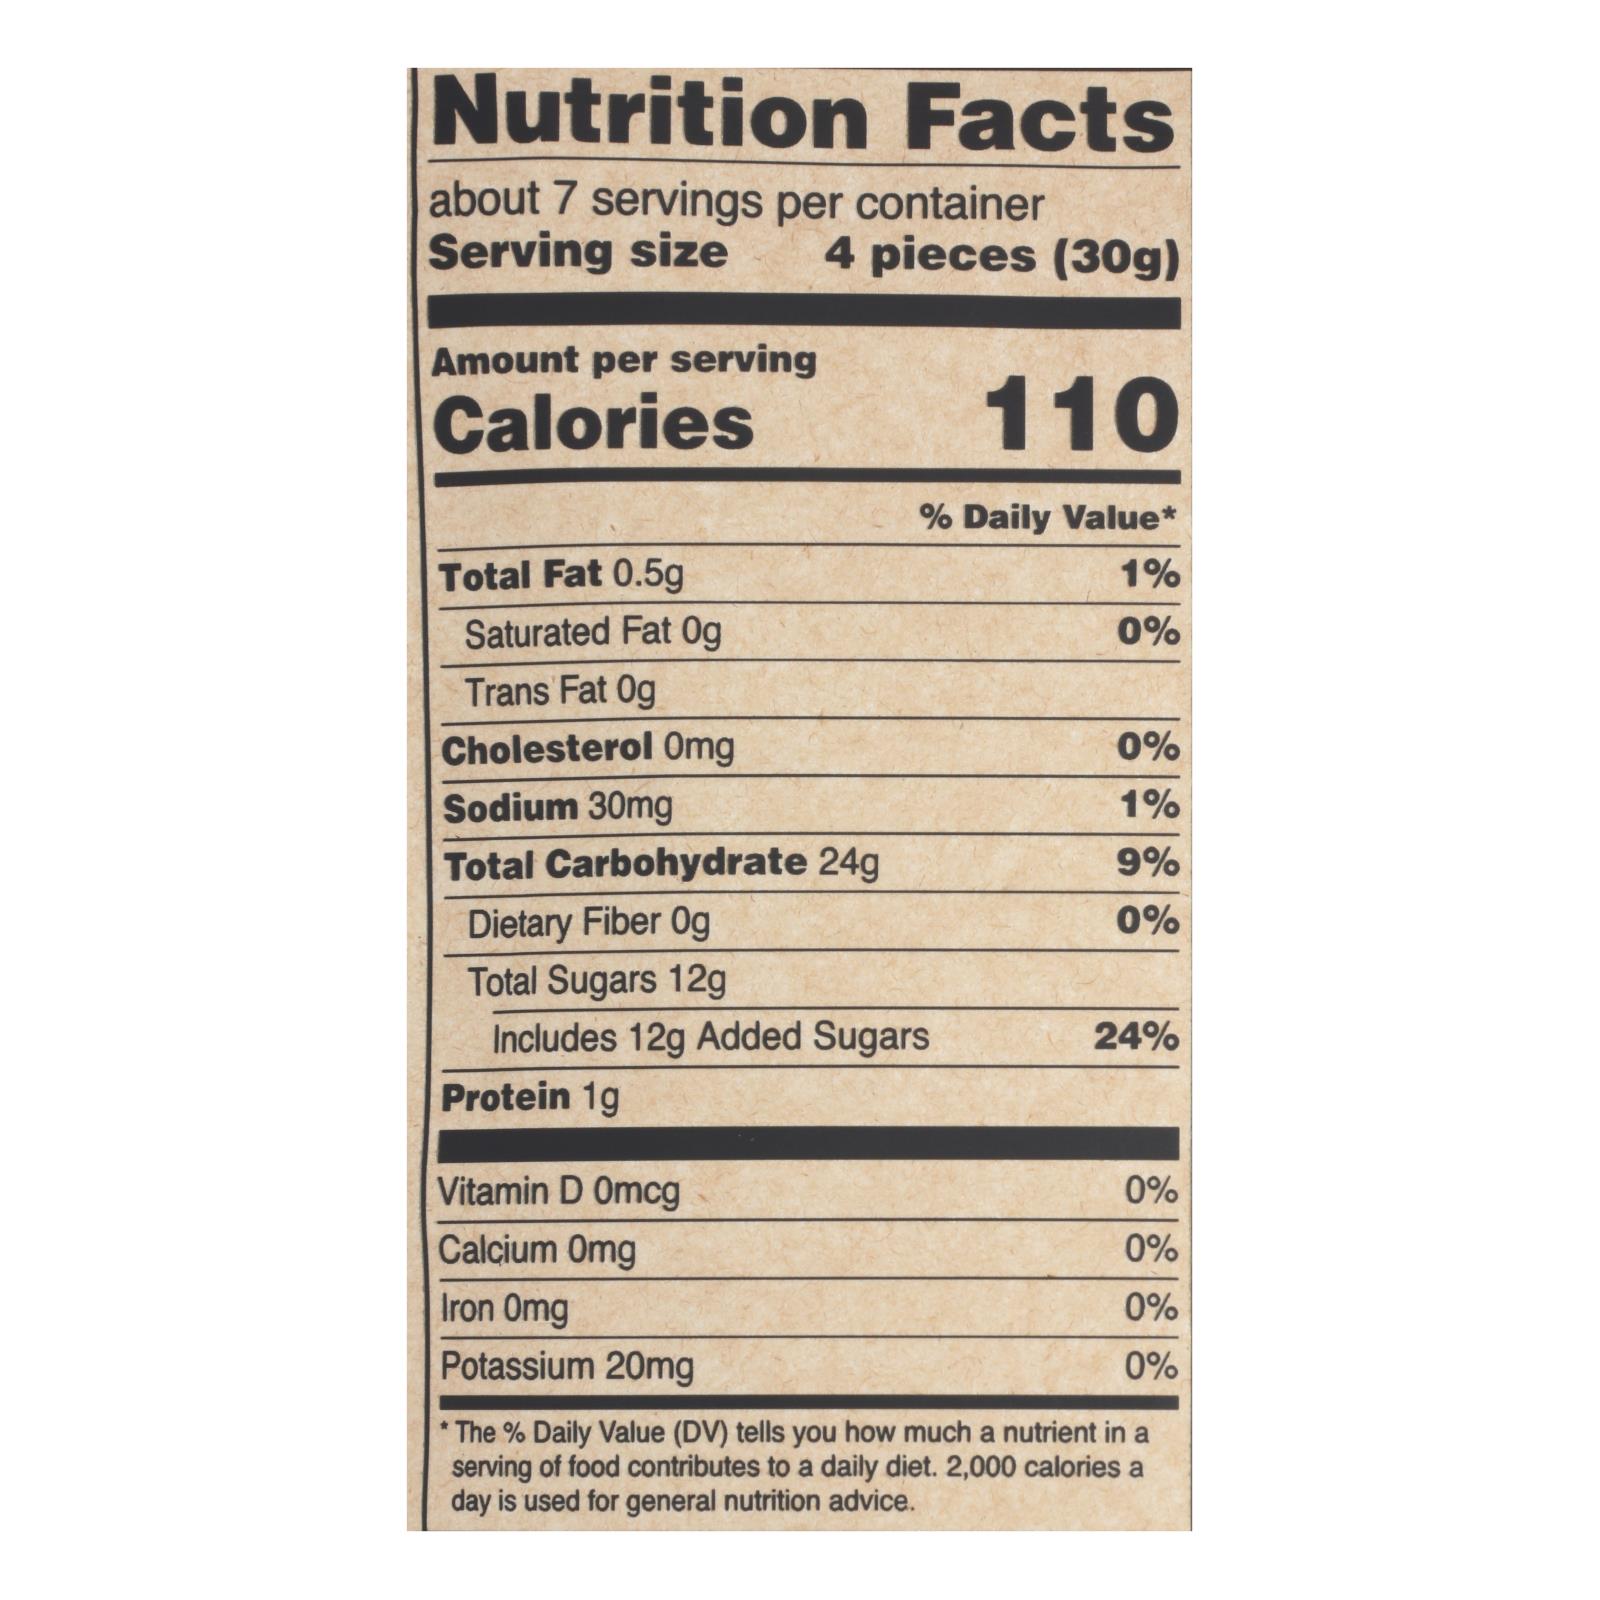 Nutrition Facts
about 7 servings per container
Serving size 4 pieces (30g)
Amount per serving
Calories 110
% Daily Value*
Total Fat 0.5g 1%
Saturated Fat 0g 0%
Trans Fat 0g
Cholesterol 0mg 0%
Sodium 30mg 1%
Total Carbohydrate 24g 9%
Dietary Fiber 0g 0%
Total Sugars 12g
Includes 12g Added Sugars 24%
Protein 1g
Vitamin D 0mcg 0%
Calcium 0mg 0%
Iron 0mg 0%
Potassium 20mg 0%
* The % Daily Value (DV) tells you how much a nutrient in a
serving of food contributes to a daily diet. 2,000 calories a
day is used for general nutrition advice.